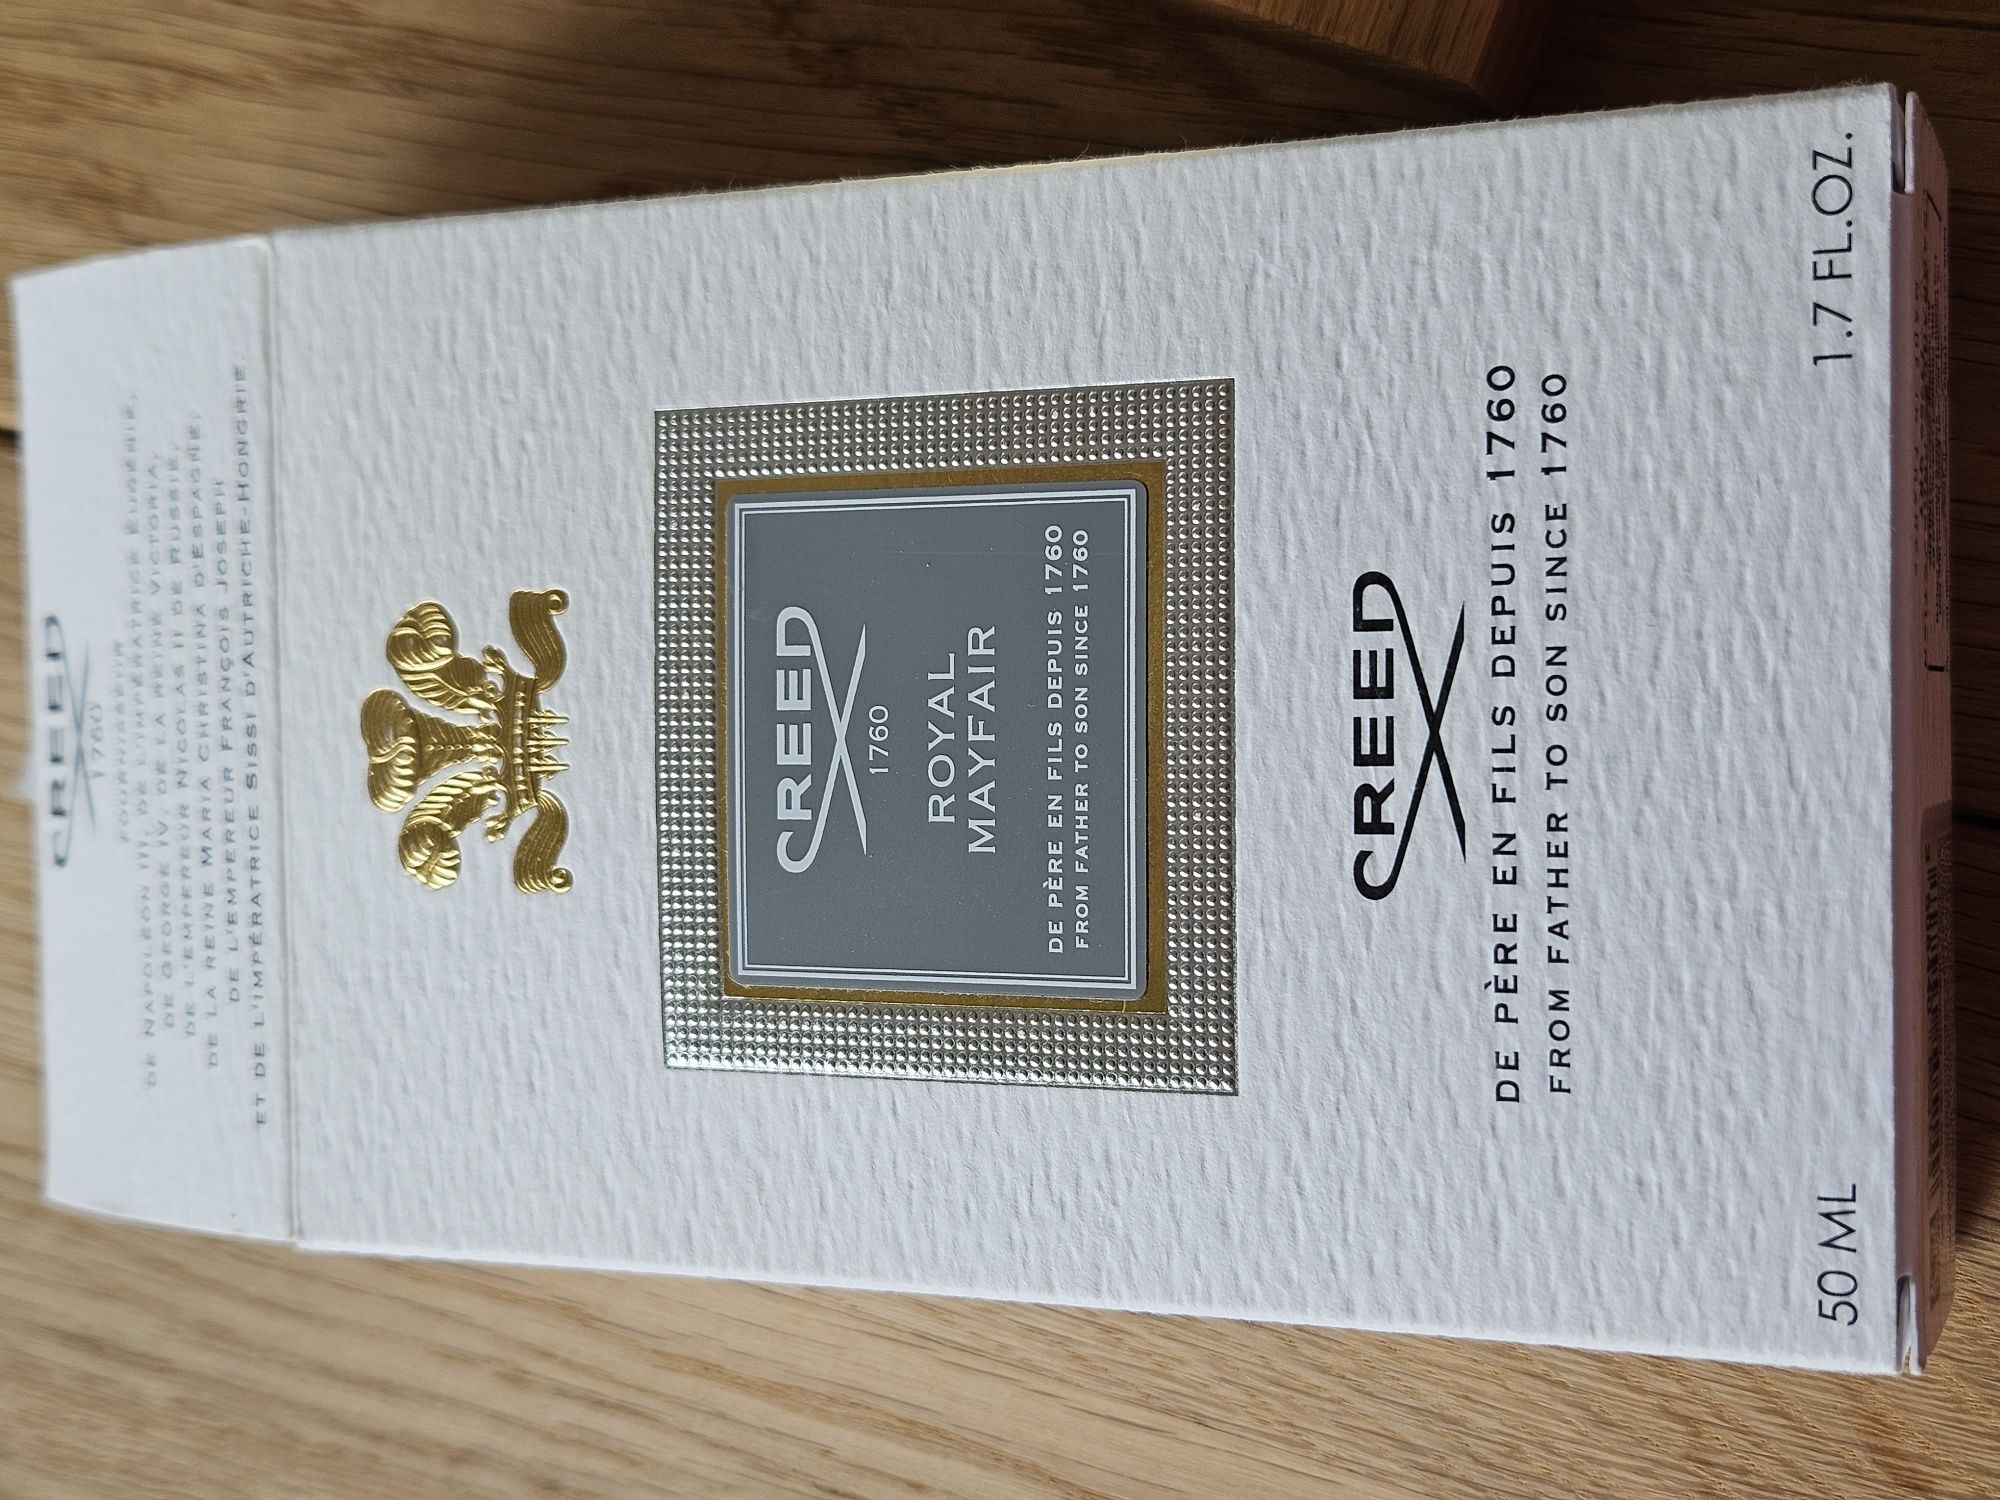 CREED
1760
FOURNISSEUR
DE NAPOLÉON III, DE L'IMPÉRATRICE EUGÉNIE,
DE GEORGE IV, DE LA REINE VICTORIA,
DE L'EMPEREUR NICOLAS II DE RUSSIE,
DE LA REINE MARIA CHRISTINA D'ESPAGNE,
DE L'EMPEREUR FRANÇOIS JOSEPH
ET DE L'IMPÉRATRICE SISSI D'AUTRICHE-HONGRIE.
CREED
1760
ROYAL
MAYFAIR
DE PÈRE EN FILS DEPUIS 1760
FROM FATHER TO SON SINCE 1760
CREED
DE PÈRE EN FILS DEPUIS 1760
FROM FATHER TO SON SINCE 1760
50 ML 1.7 FL.OZ.